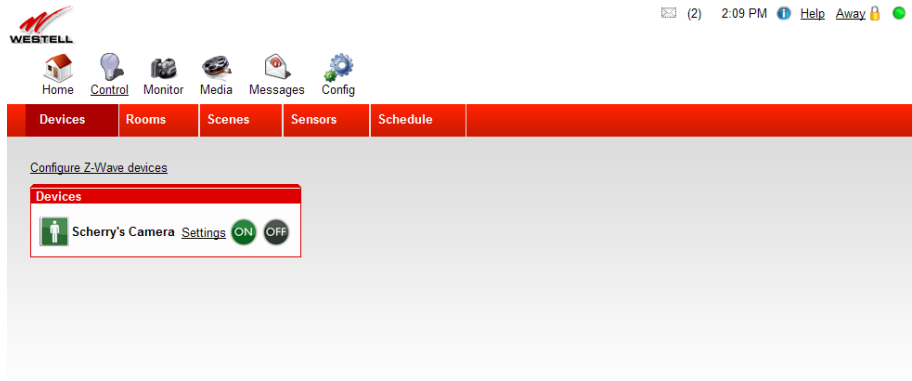 WESTELL
(2) 2:09 PM Help Away
Home Control Monitor Media Messages Config
Devices Rooms Scenes Sensors Schedule
Configure Z-Wave devices
Devices
Scherry's Camera Settings ON OFF